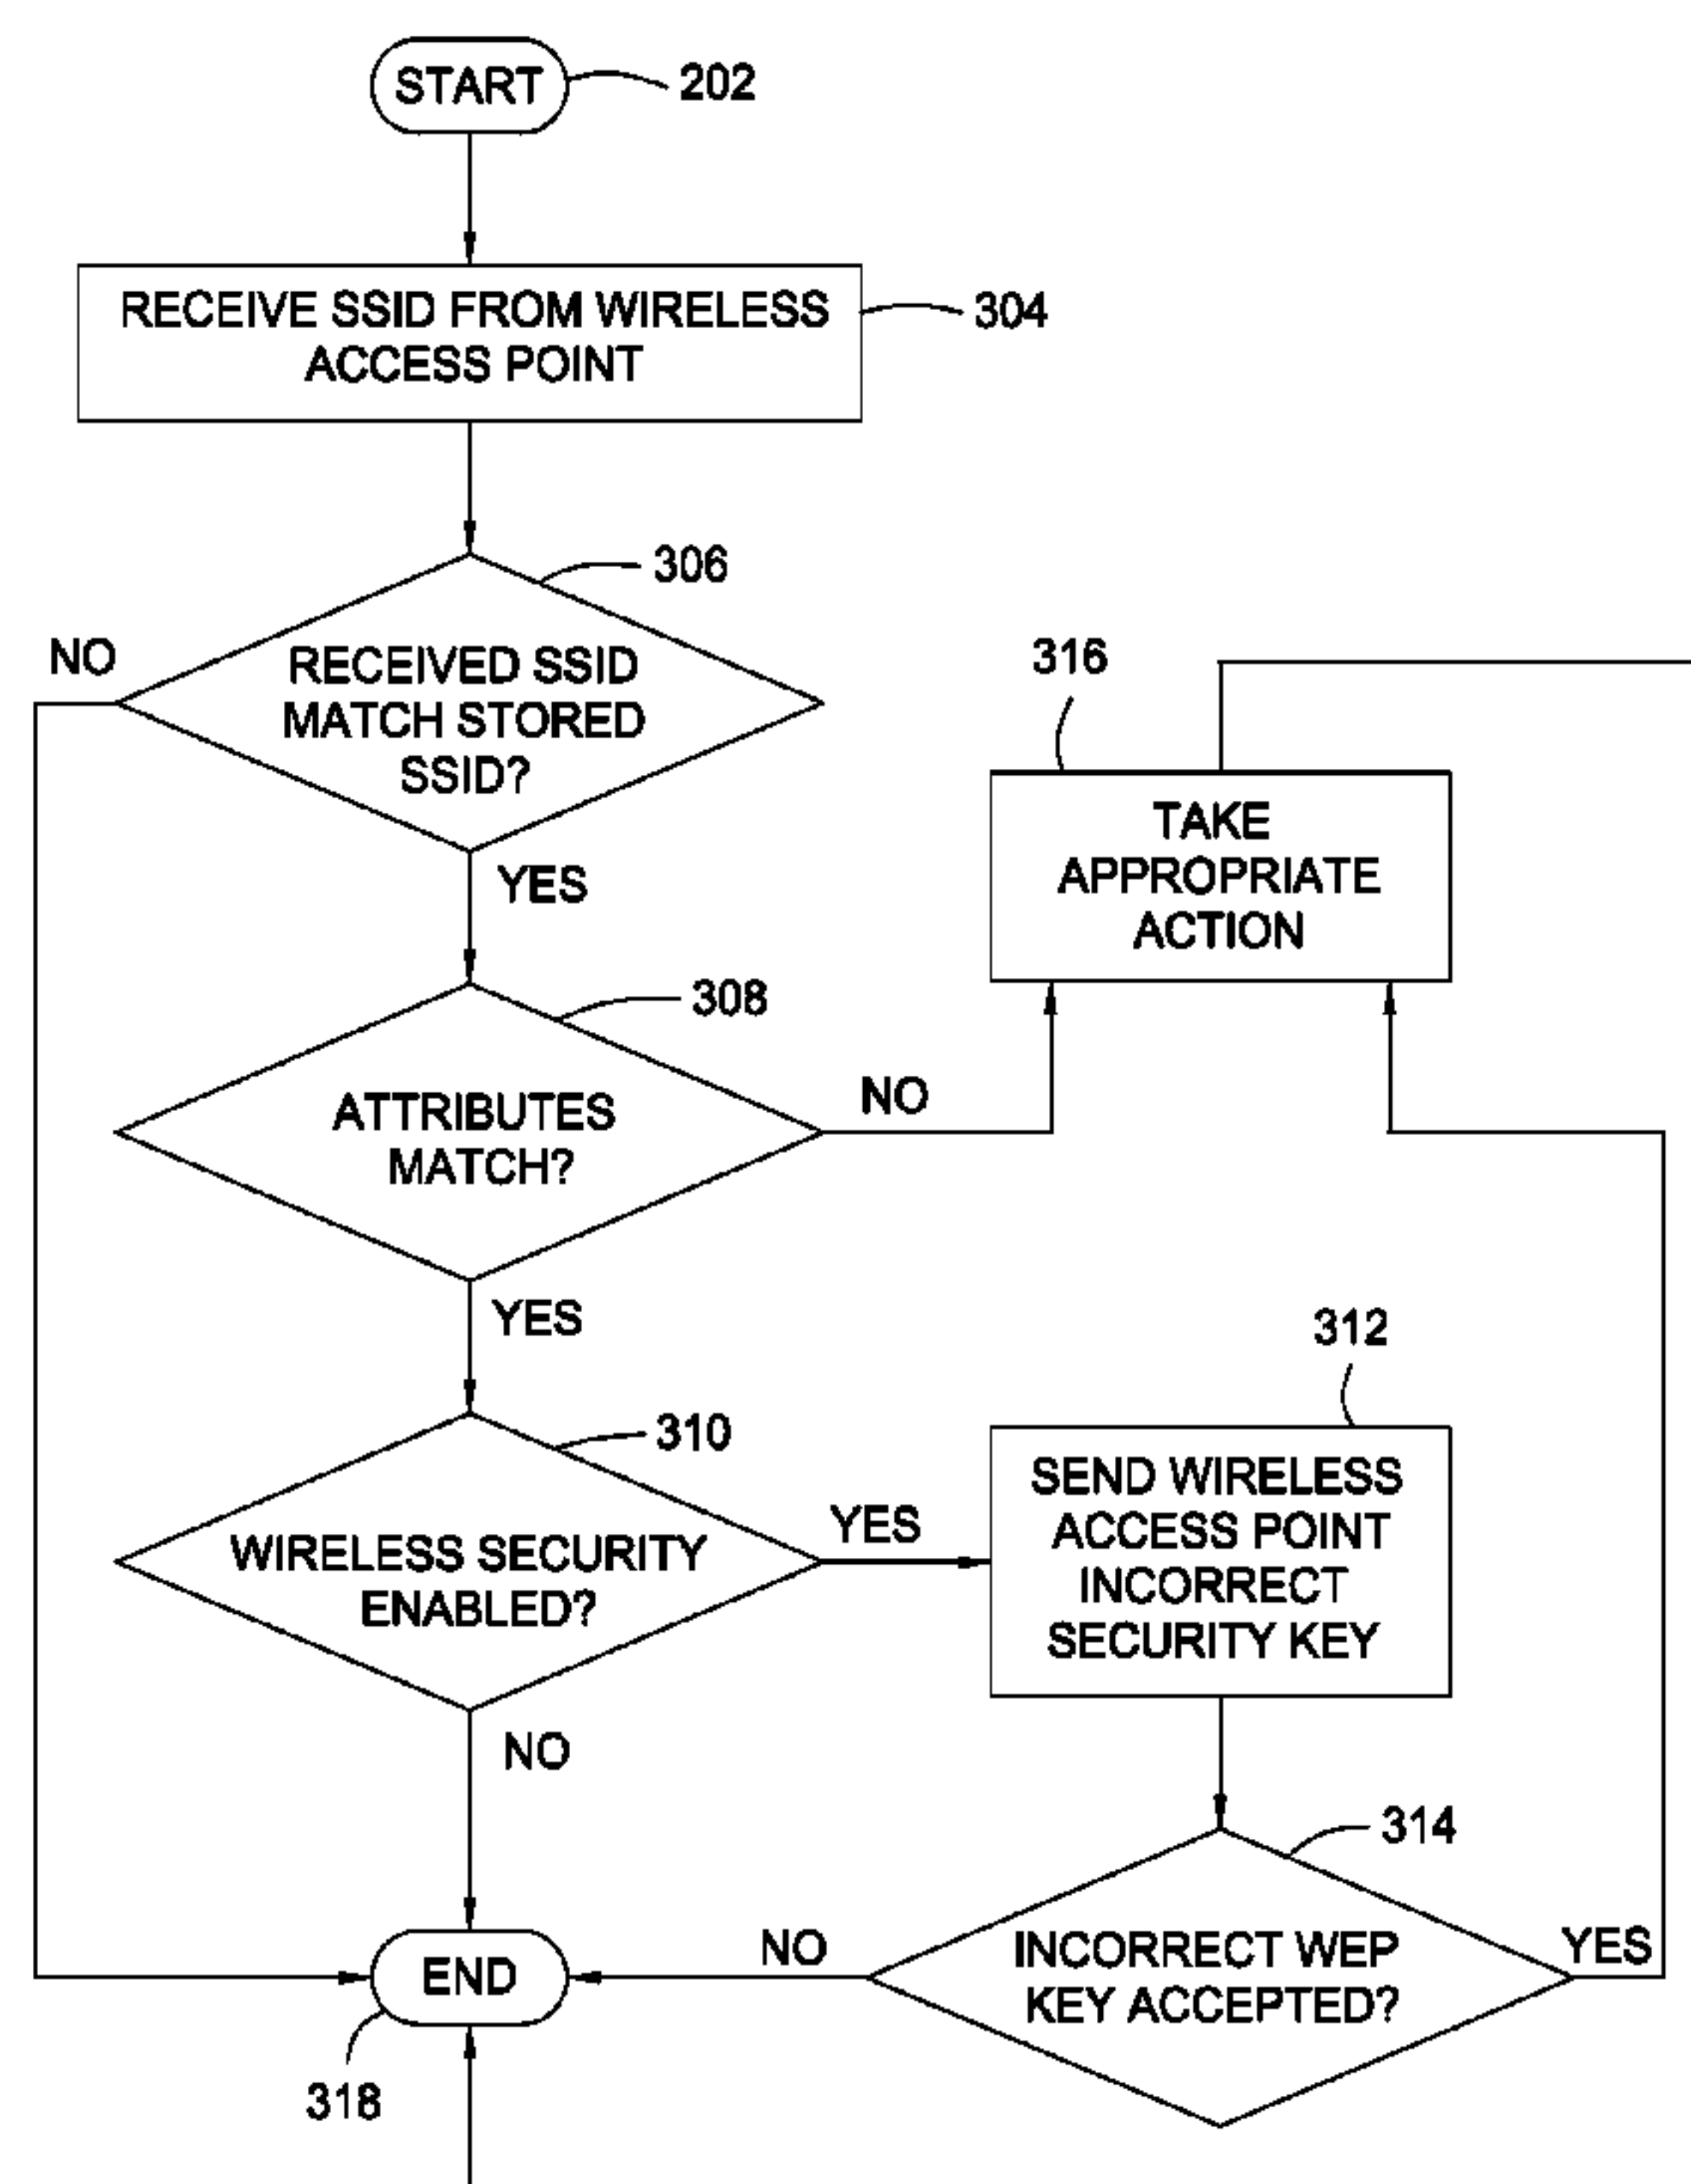 START
202
RECEIVE SSID FROM WIRELESS
ACCESS POINT
304
306
NO
RECEIVED SSID
MATCH STORED
SSID?
YES
316
TAKE
APPROPRIATE
ACTION
308
ATTRIBUTES
MATCH?
NO
YES
310
WIRELESS SECURITY
ENABLED?
YES
NO
312
SEND WIRELESS
ACCESS POINT
INCORRECT
SECURITY KEY
314
INCORRECT WEP
KEY ACCEPTED?
NO
YES
END
318